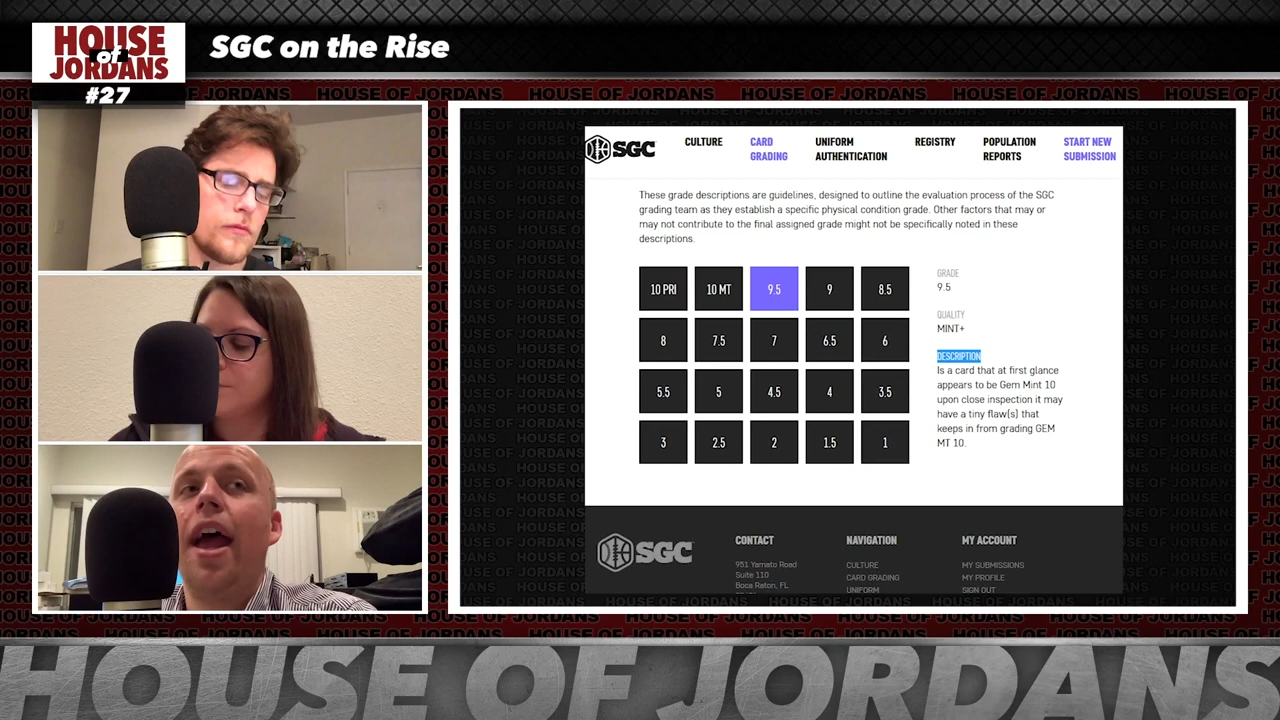 HOUSE
of
JORDANS
#27
SGC on the Rise
SGC
CULTURE
CARD
GRADING
UNIFORM
AUTHENTICATION
REGISTRY
POPULATION
REPORTS
START NEW
SUBMISSION
These grade descriptions are guidelines, designed to outline the evaluation process of the SGC
grading team as they establish a specific physical condition grade. Other factors that may or
may not contribute to the final assigned grade might not be specifically noted in these
descriptions.
10 PRI
10 MT
9.5
9
8.5
8
7.5
7
6.5
6
5.5
5
4.5
4
3.5
3
2.5
2
1.5
1
GRADE
9.5
QUALITY
MINT+
DESCRIPTION
Is a card that at first glance
appears to be Gem Mint 10
upon close inspection it may
have a tiny flaw(s) that
keeps in from grading GEM
MT 10.
SGC
CONTACT
951 Yamato Road
Suite 110
Boca Raton, FL
NAVIGATION
CULTURE
CARD GRADING
UNIFORM
MY ACCOUNT
MY SUBMISSIONS
MY PROFILE
SIGN OUT
HOUSE OF JORDANS